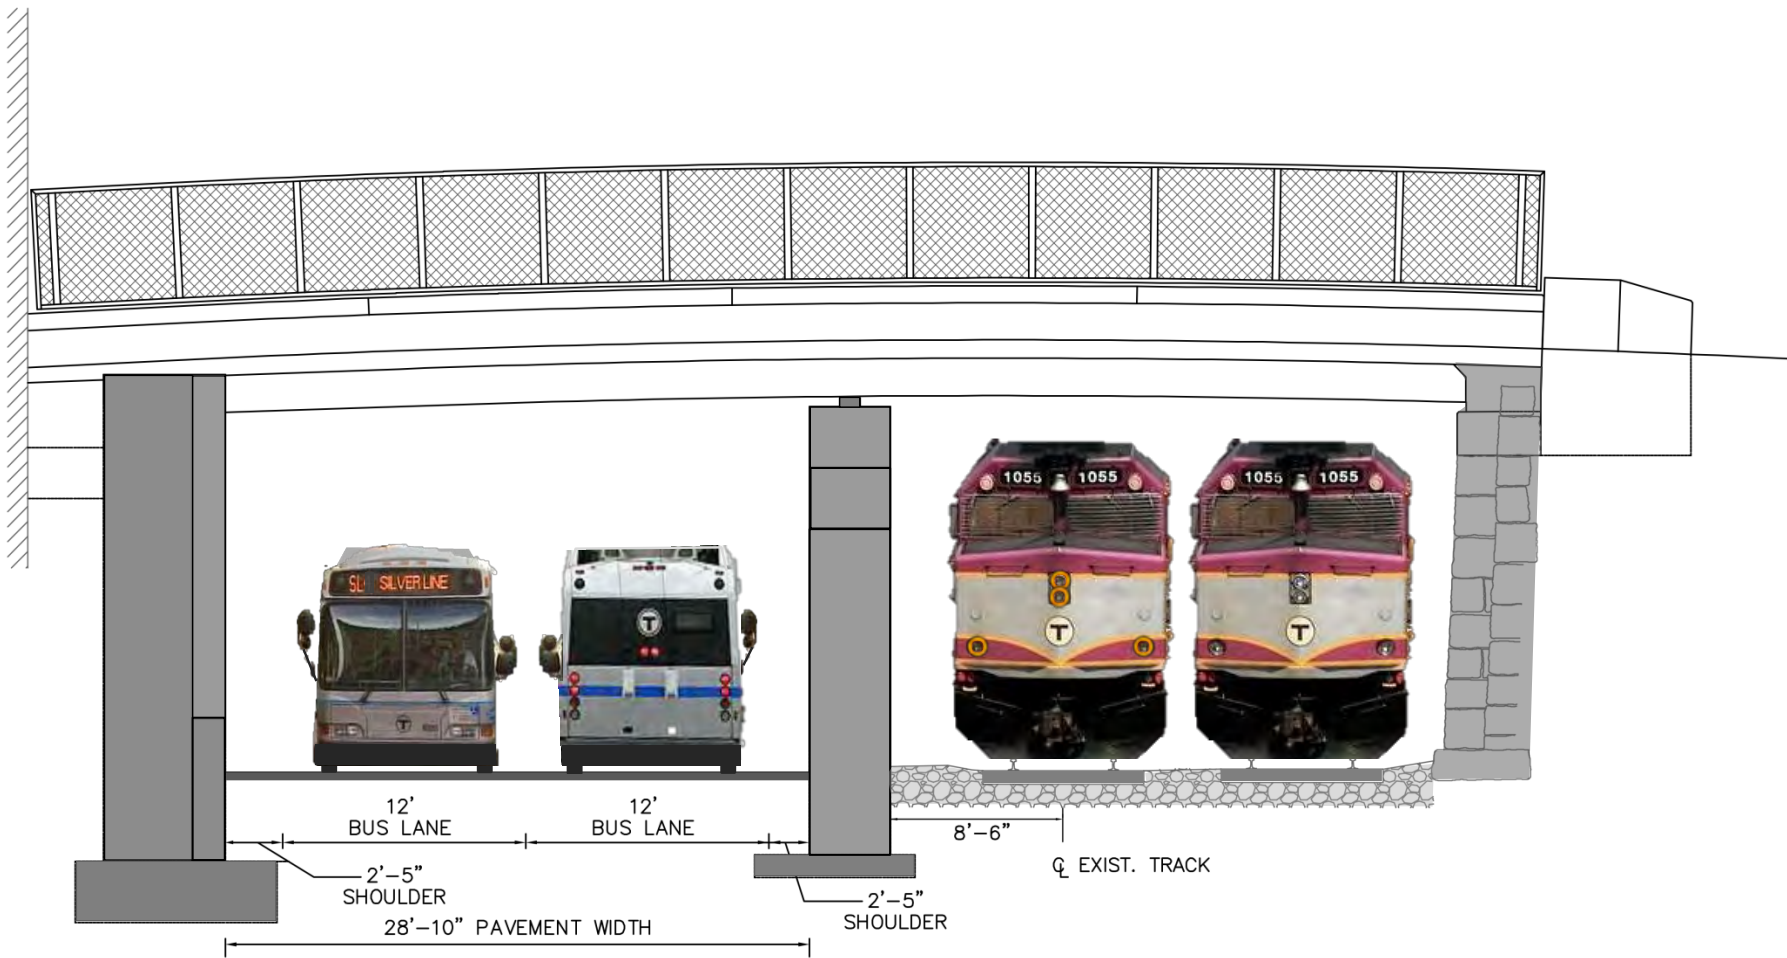 1055 1055
1055 1055
SL SILVER LINE
T
T
T
T
T
12'
BUS LANE
12'
BUS LANE
8'-6"
℄ EXIST. TRACK
2'-5"
SHOULDER
2'-5"
SHOULDER
28'-10" PAVEMENT WIDTH